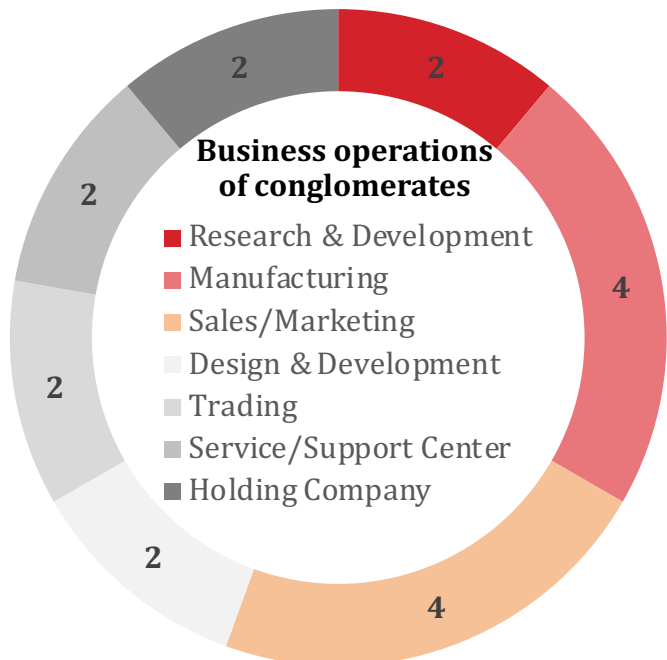 2
2
Business operations
of conglomerates
2
Research & Development
Manufacturing
4
Sales/Marketing
Design & Development
2
Trading
Service/Support Center
Holding Company
2
4